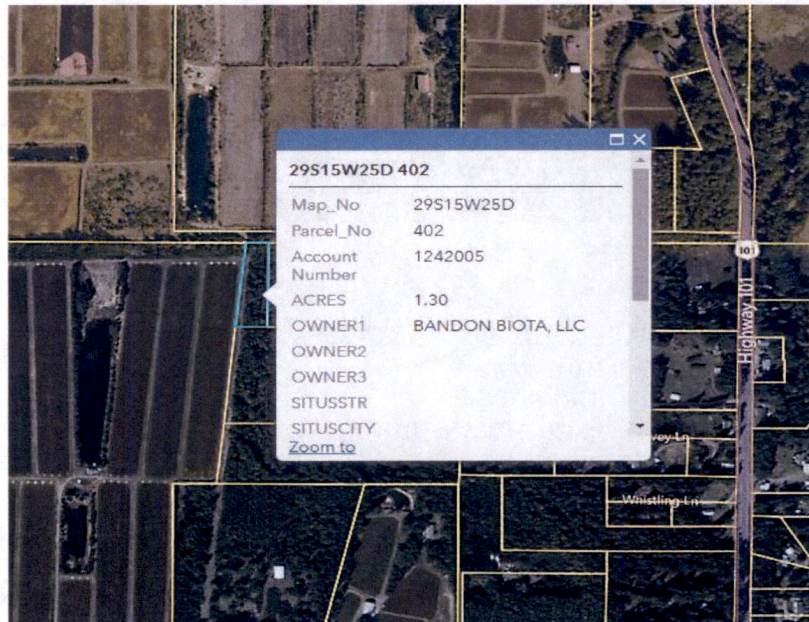 29S15W25D 402
Map_No 29S15W25D
Parcel_No 402
Account Number 1242005
ACRES 1.30
OWNER1 BANDON BIOTA, LLC
OWNER2
OWNER3
SITUSSTR
SITUSCITY
Zoom to
101
Highway 101
Whistling Ln